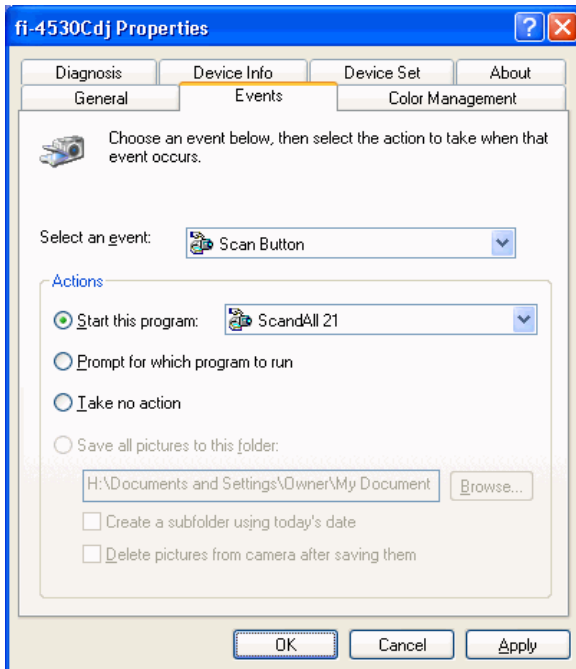 fi-4530Cdj Properties
Diagnosis Device Info Device Set About
General Events Color Management
Choose an event below, then select the action to take when that
event occurs.
Select an event: Scan Button
Actions
Start this program: ScandAll 21
Prompt for which program to run
Take no action
Save all pictures to this folder:
H:\Documents and Settings\Owner\My Document Browse...
Create a subfolder using today's date
Delete pictures from camera after saving them
OK Cancel Apply